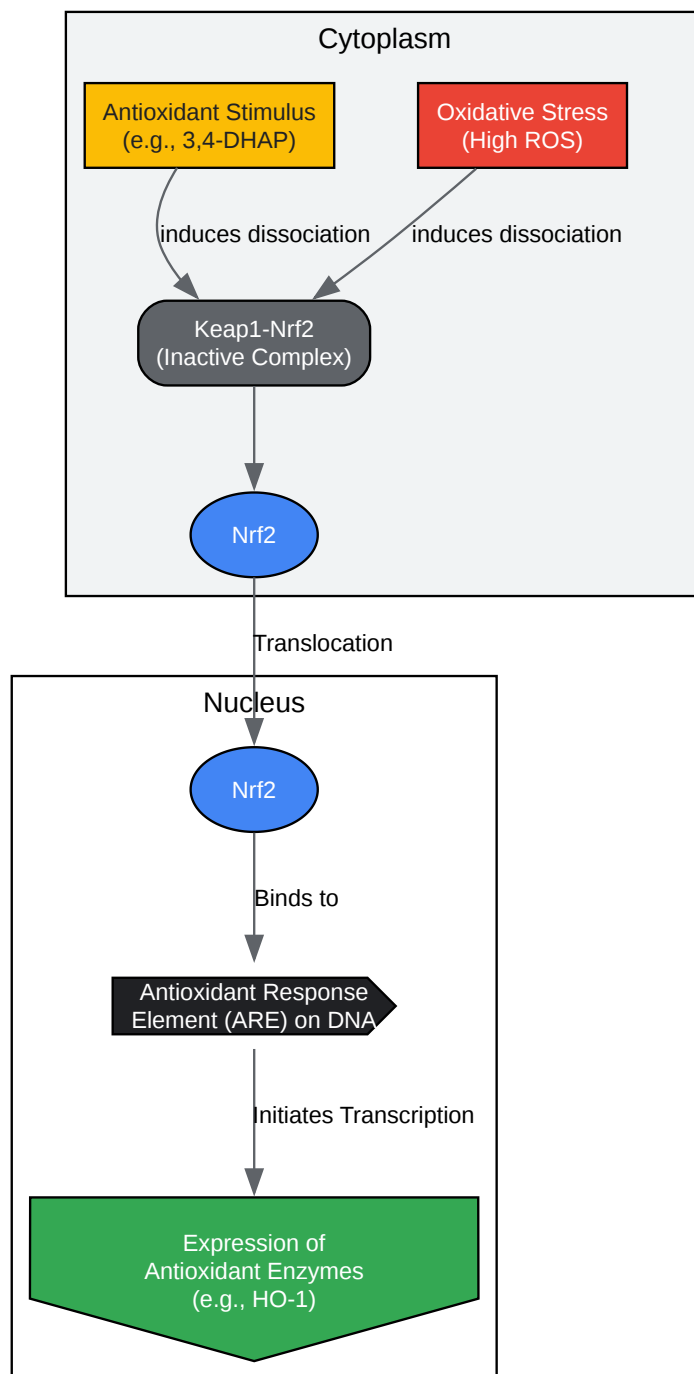 Cytoplasm
Antioxidant Stimulus
(e.g., 3,4-DHAP)
Oxidative Stress
(High ROS)
induces dissociation
induces dissociation
Keap1-Nrf2
(Inactive Complex)
Nrf2
Translocation
Nucleus
Nrf2
Binds to
Antioxidant Response
Element (ARE) on DNA
Initiates Transcription
Expression of
Antioxidant Enzymes
(e.g., HO-1)